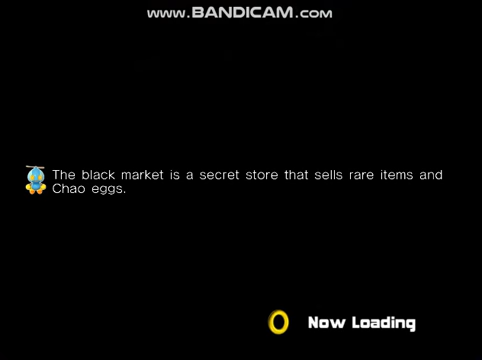 www.BANDICAM.com
The black market is a secret store that sells rare items and
Chao eggs.
Now Loading